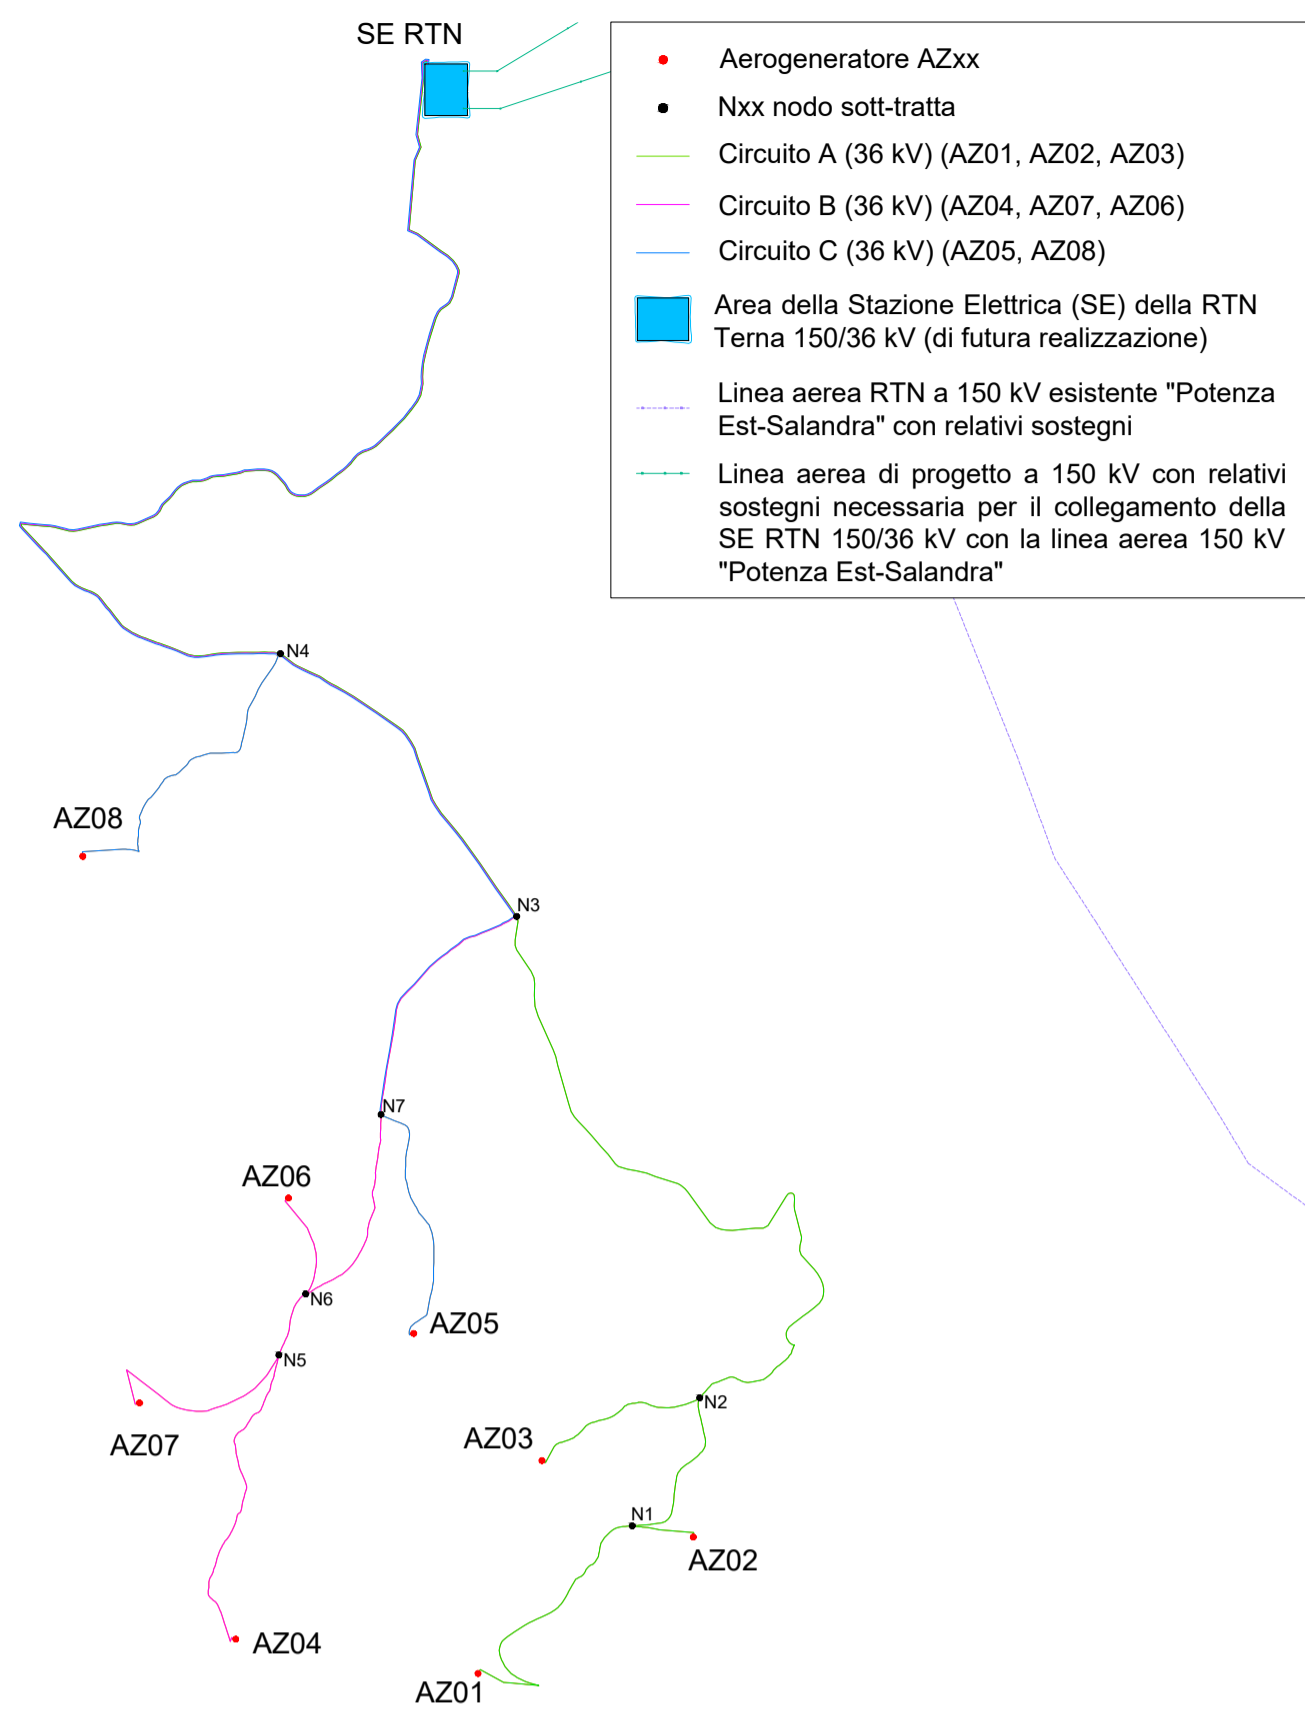 SE RTN
Aerogeneratore AZxx
Nxx nodo sott-tratta
Circuito A (36 kV) (AZ01, AZ02, AZ03)
Circuito B (36 kV) (AZ04, AZ07, AZ06)
Circuito C (36 kV) (AZ05, AZ08)
Area della Stazione Elettrica (SE) della RTN
Terna 150/36 kV (di futura realizzazione)
Linea aerea RTN a 150 kV esistente "Potenza
Est-Salandra" con relativi sostegni
Linea aerea di progetto a 150 kV con relativi
sostegni necessaria per il collegamento della
SE RTN 150/36 kV con la linea aerea 150 kV
"Potenza Est-Salandra"
N4
AZ08
N3
N7
AZ06
N6
AZ05
N5
N2
AZ07
AZ03
N1
AZ02
AZ04
AZ01